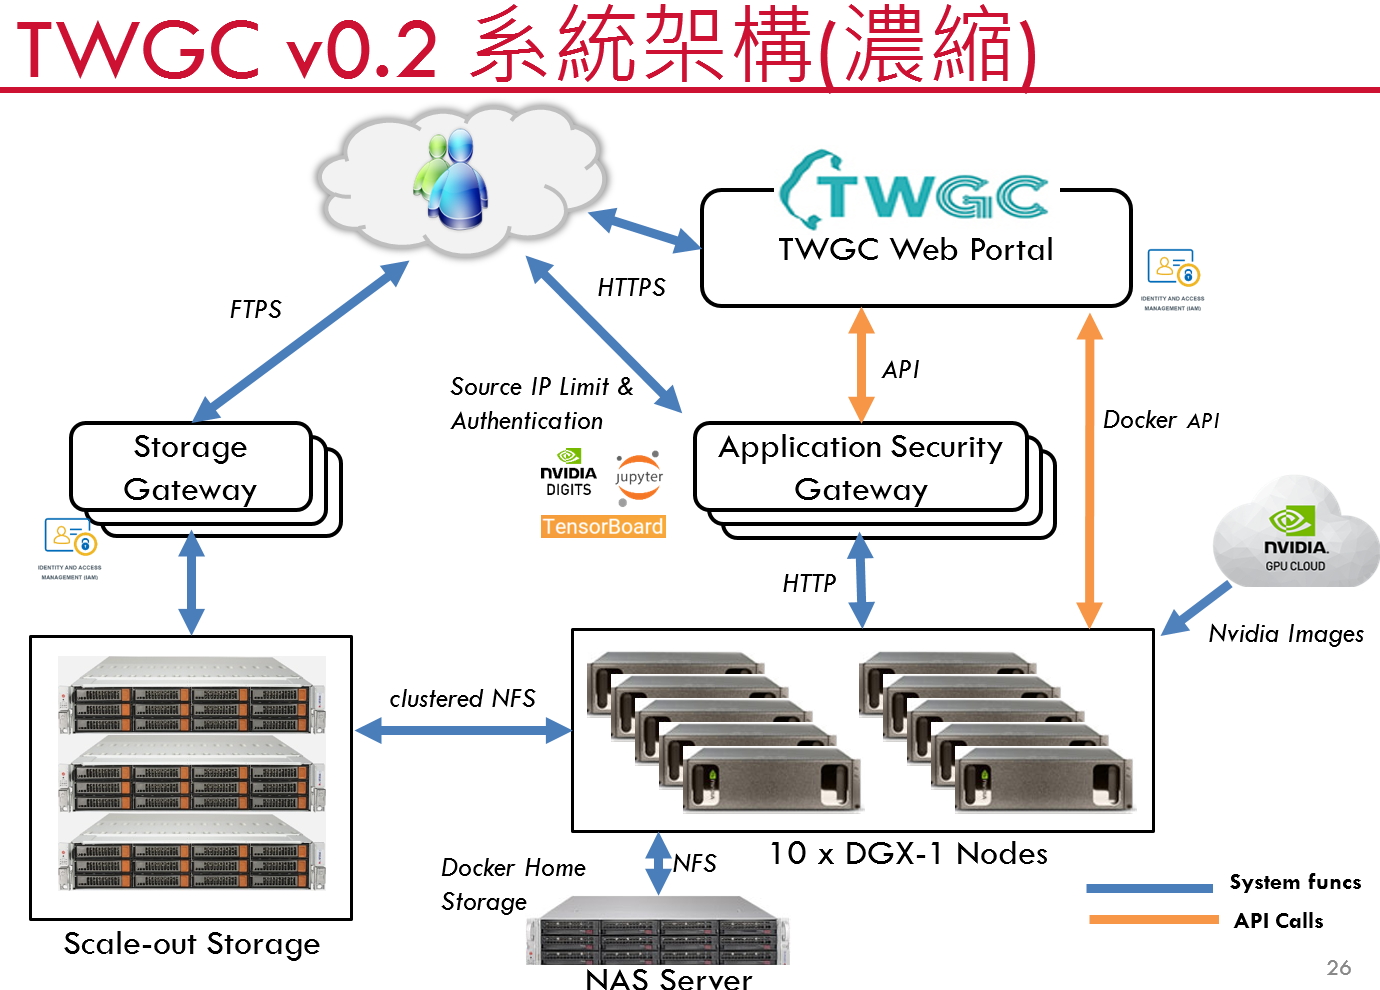 TWGC v0.2 系統架構(濃縮)
TWGC
TWGC Web Portal
IDENTITY AND ACCESS
MANAGEMENT (IAM)
HTTPS
FTPS
API
Source IP Limit &
Authentication
Docker API
Storage
Gateway
Application Security
Gateway
NVIDIA
DIGITS
jupyter
TensorBoard
IDENTITY AND ACCESS
MANAGEMENT (IAM)
HTTP
NVIDIA.
GPU CLOUD
Nvidia Images
clustered NFS
10 x DGX-1 Nodes
Docker Home
Storage
NFS
System funcs
API Calls
Scale-out Storage
NAS Server
26